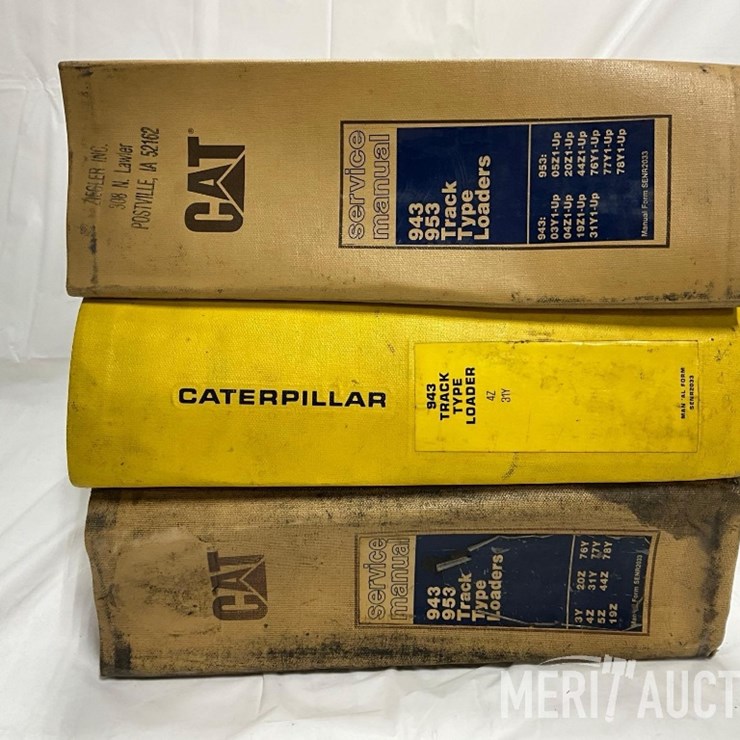 ZIEGLER INC.
308 N. Lawler
POSTVILLE, IA 52162
CAT
service
manual
943
953
Track
Type
Loaders
943:
03Y1-Up
04Z1-Up
19Z1-Up
31Y1-Up
953:
05Z1-Up
20Z1-Up
44Z1-Up
76Y1-Up
77Y1-Up
78Y1-Up
Manual Form SENR2033
CATERPILLAR
943
TRACK
TYPE
LOADER
4Z
31Y
MAN AL FORM
SENR2033
CAT
service
manual
943
953
Track
Type
Loaders
3Y 20Z 76Y
4Z 31Y 77Y
5Z 44Z 78Y
19Z
Manual Form SENR2033
MERIT AUCT